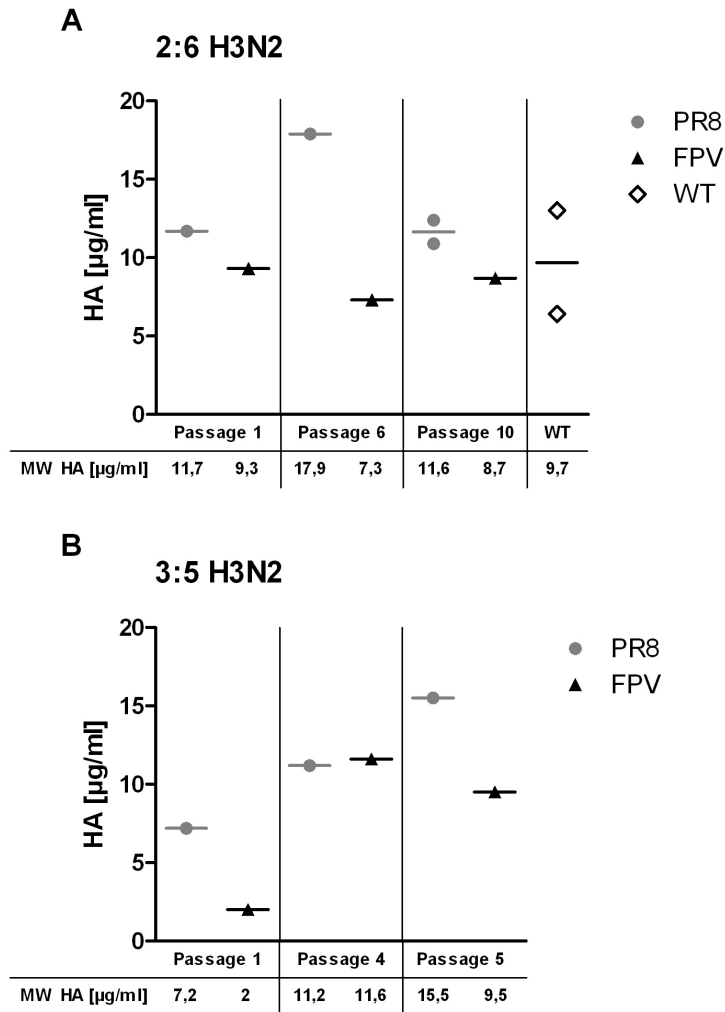 A
2:6 H3N2
20
15
10
5
0
HA [µg/ml]
PR8
FPV
WT
Passage 1 Passage 6 Passage 10 WT
MW HA [µg/ml] 11,7 9,3 17,9 7,3 11,6 8,7 9,7
B
3:5 H3N2
20
15
10
5
0
HA [µg/ml]
PR8
FPV
Passage 1 Passage 4 Passage 5
MW HA [µg/ml] 7,2 2 11,2 11,6 15,5 9,5